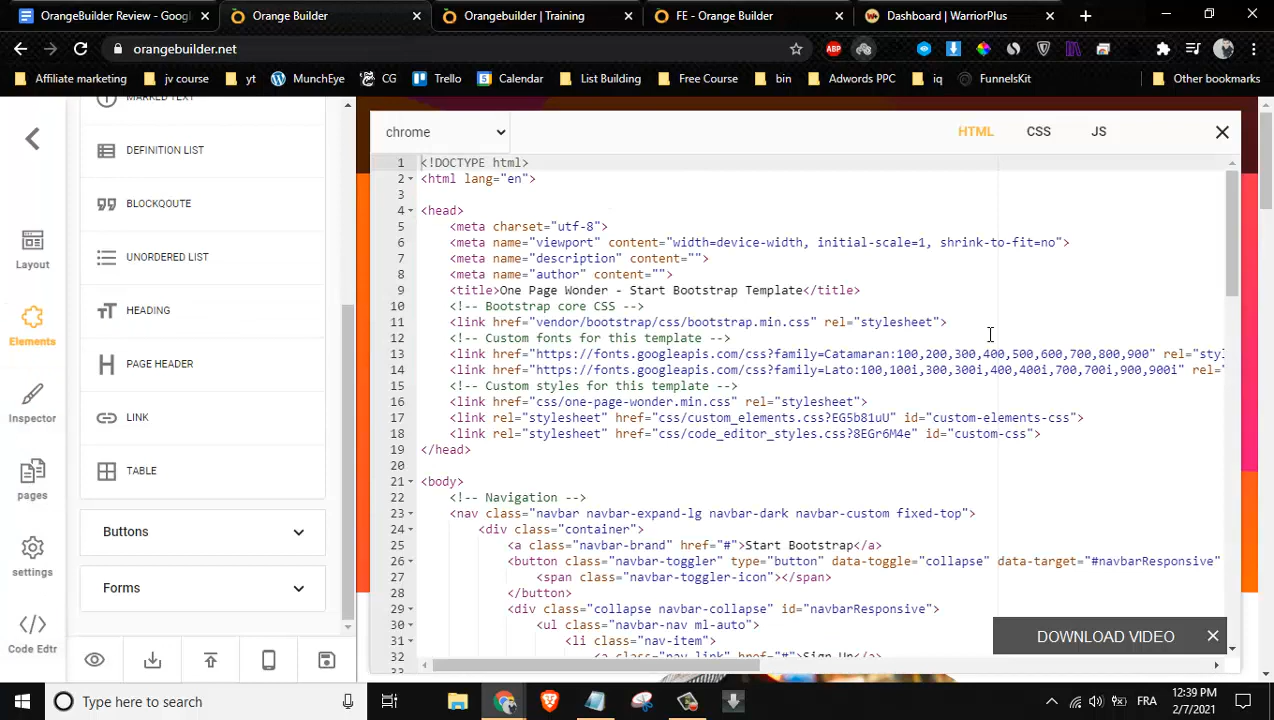 OrangeBuilder Review - Goog
Orange Builder
Orangebuilder | Training
FE - Orange Builder
Dashboard | WarriorPlus
orangebuilder.net
ABP
Affiliate marketing
jv course
yt
MunchEye
CG
Trello
5
Calendar
List Building
Free Course
bin
Adwords PPC
iq
FunnelsKit
Other bookmarks
Layout
Elements
Inspector
pages
settings
Code Edtr
MARKED TEXT
DEFINITION LIST
BLOCKQOUTE
UNORDERED LIST
HEADING
PAGE HEADER
LINK
TABLE
Buttons
Forms
chrome
HTML
CSS
JS
1 <!DOCTYPE html>
2 <html lang="en">
3
4 <head>
5 <meta charset="utf-8">
6 <meta name="viewport" content="width=device-width, initial-scale=1, shrink-to-fit=no">
7 <meta name="description" content="">
8 <meta name="author" content="">
9 <title>One Page Wonder - Start Bootstrap Template</title>
10 <!-- Bootstrap core CSS -->
11 <link href="vendor/bootstrap/css/bootstrap.min.css" rel="stylesheet">
12 <!-- Custom fonts for this template -->
13 <link href="https://fonts.googleapis.com/css?family=Catamaran:100,200,300,400,500,600,700,800,900" rel="styl
14 <link href="https://fonts.googleapis.com/css?family=Lato:100,100i,300,300i,400,400i,700,700i,900,900i" rel="
15 <!-- Custom styles for this template -->
16 <link href="css/one-page-wonder.min.css" rel="stylesheet">
17 <link rel="stylesheet" href="css/custom_elements.css?EG5b81uU" id="custom-elements-css">
18 <link rel="stylesheet" href="css/code_editor_styles.css?8EGr6M4e" id="custom-css">
19 </head>
20
21 <body>
22 <!-- Navigation -->
23 <nav class="navbar navbar-expand-lg navbar-dark navbar-custom fixed-top">
24 <div class="container">
25 <a class="navbar-brand" href="#">Start Bootstrap</a>
26 <button class="navbar-toggler" type="button" data-toggle="collapse" data-target="#navbarResponsive"
27 <span class="navbar-toggler-icon"></span>
28 </button>
29 <div class="collapse navbar-collapse" id="navbarResponsive">
30 <ul class="navbar-nav ml-auto">
31 <li class="nav-item">
32 <a class="nav-link" href="#">Sign Up</a>
33
DOWNLOAD VIDEO
Type here to search
FRA
12:39 PM
2/7/2021